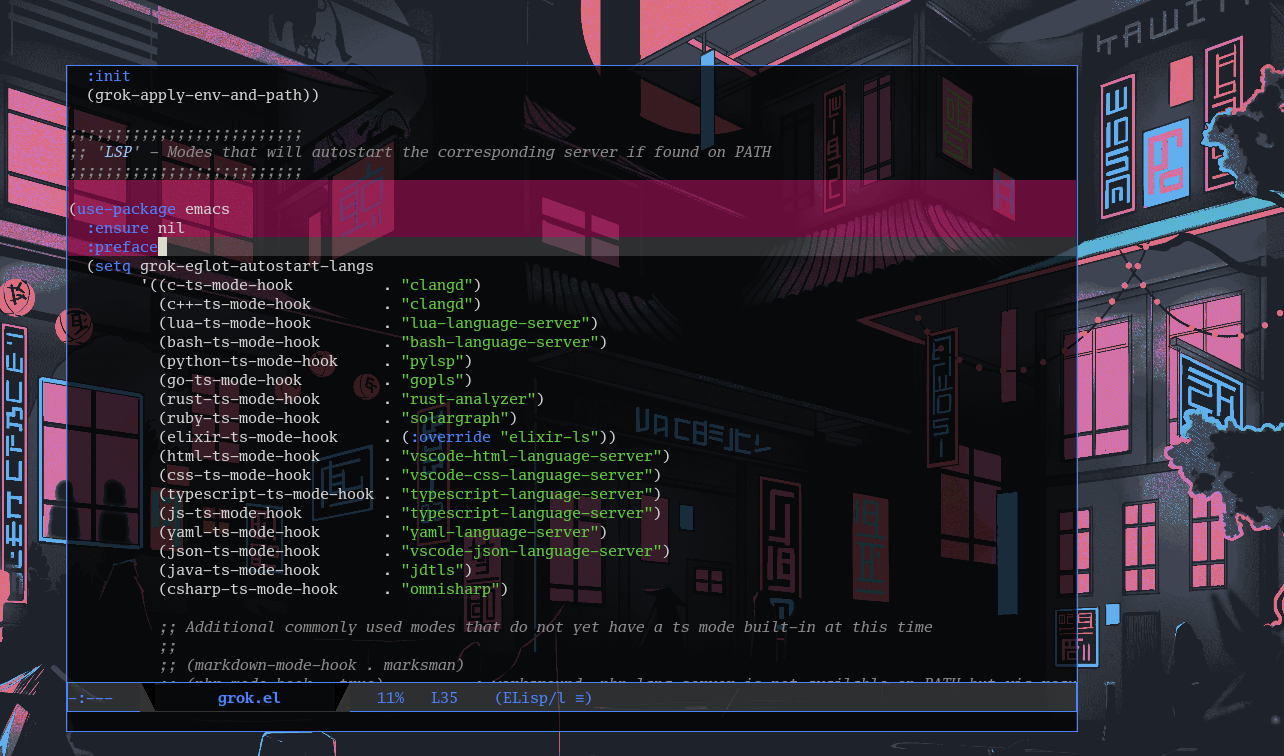 KAWII
:init
(grok-apply-env-and-path))
;;;;;;;;;;;;;;;;;;;;;;;;;;
;; 'LSP' - Modes that will autostart the corresponding server if found on PATH
;;;;;;;;;;;;;;;;;;;;;;;;;;
(use-package emacs
:ensure nil
:preface
(setq grok-eglot-autostart-langs
'((c-ts-mode-hook . "clangd")
(c++-ts-mode-hook . "clangd")
(lua-ts-mode-hook . "lua-language-server")
(bash-ts-mode-hook . "bash-language-server")
(python-ts-mode-hook . "pylsp")
(go-ts-mode-hook . "gopls")
(rust-ts-mode-hook . "rust-analyzer")
(ruby-ts-mode-hook . "solargraph")
(elixir-ts-mode-hook . (:override "elixir-ls"))
(html-ts-mode-hook . "vscode-html-language-server")
(css-ts-mode-hook . "vscode-css-language-server")
(typescript-ts-mode-hook . "typescript-language-server")
(js-ts-mode-hook . "typescript-language-server")
(yaml-ts-mode-hook . "yaml-language-server")
(json-ts-mode-hook . "vscode-json-language-server")
(java-ts-mode-hook . "jdtls")
(csharp-ts-mode-hook . "omnisharp")
;; Additional commonly used modes that do not yet have a ts mode built-in at this time
;;
;; (markdown-mode-hook . marksman)
-:--- grok.el 11% L35 (ELisp/l ≡)